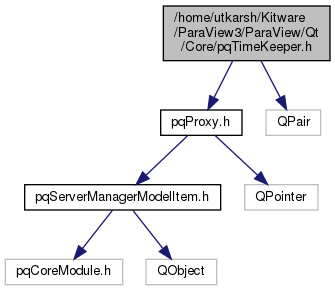 /home/utkarsh/Kitware
/ParaView3/ParaView/Qt
/Core/pqTimeKeeper.h
pqProxy.h
QPair
pqServerManagerModelItem.h
QPointer
pqCoreModule.h
QObject